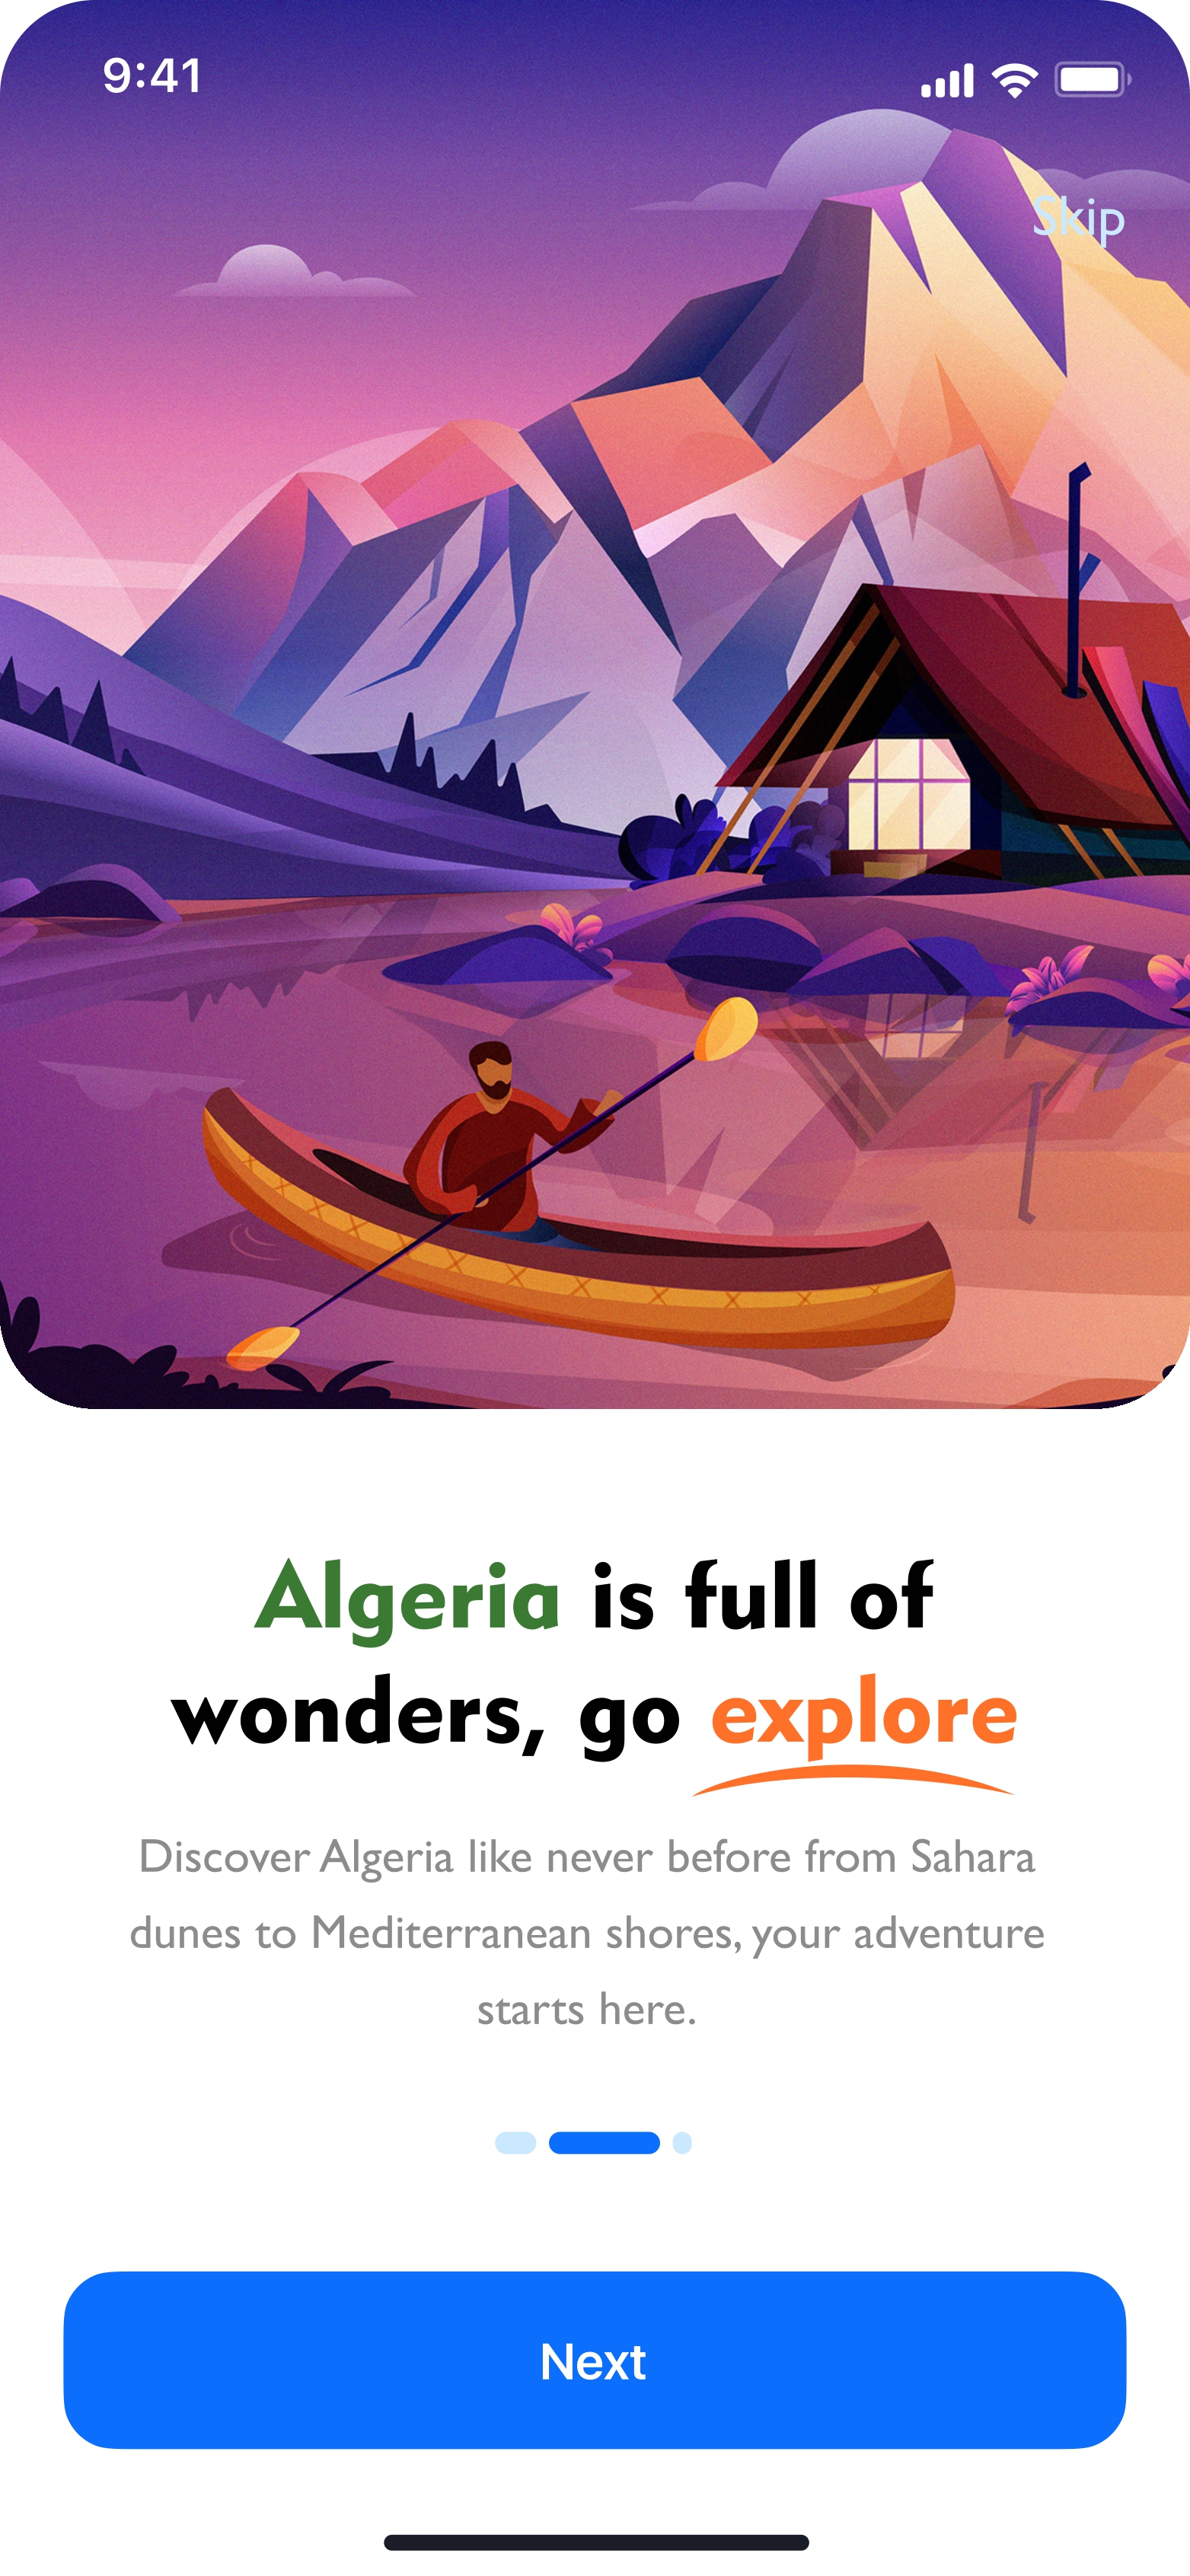 9:41
Skip
Algeria is full of
wonders, go explore
Discover Algeria like never before from Sahara
dunes to Mediterranean shores, your adventure
starts here.
Next